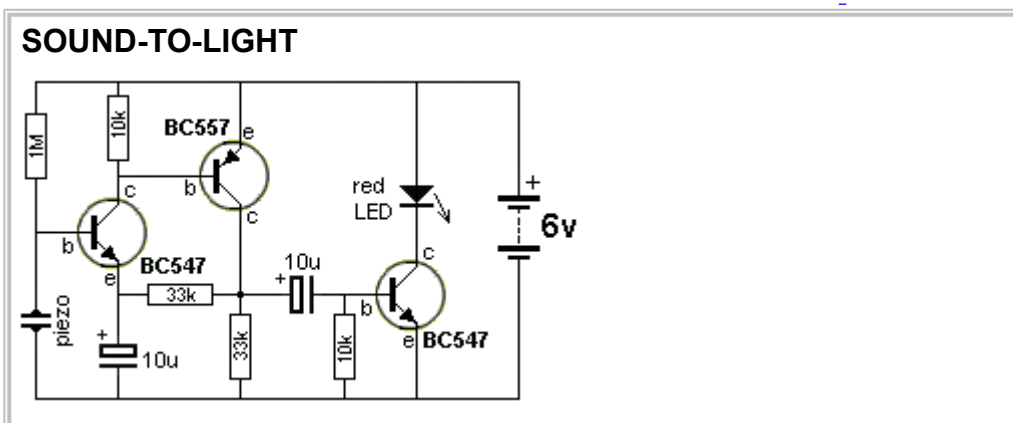 SOUND-TO-LIGHT
1M
10k
BC557
e
b
c
c
b
e
BC547
red
LED
+
6v
piezo
+
10u
33k
33k
+
10u
b
10k
c
e
BC547